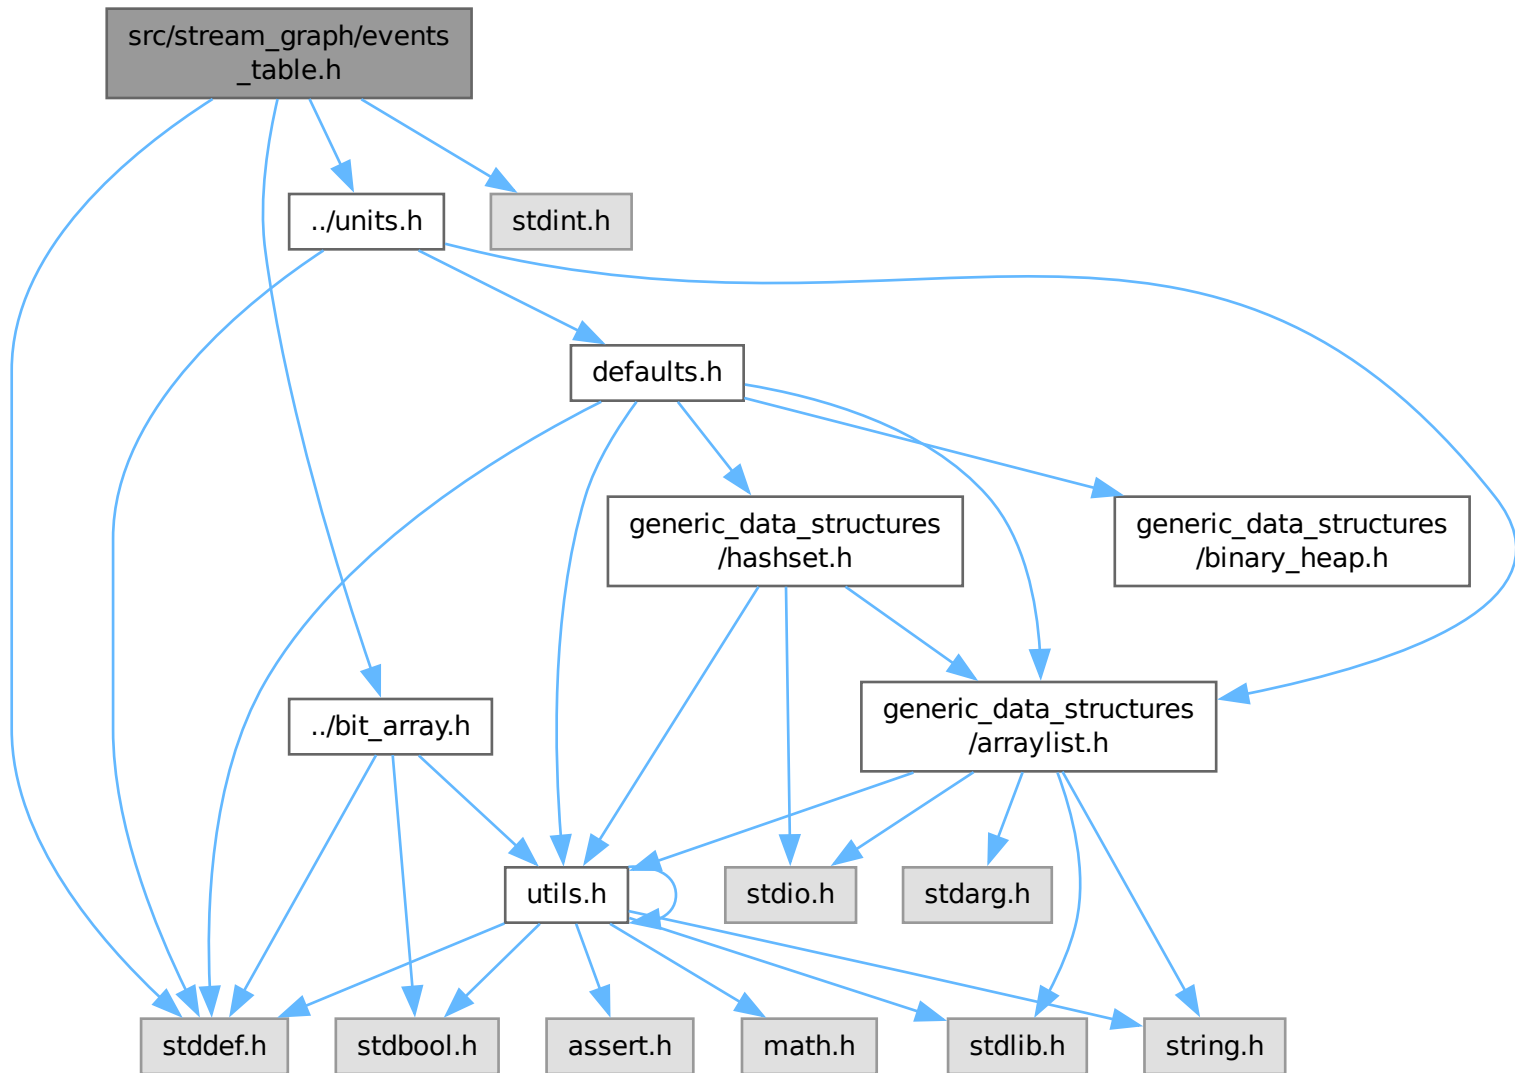 src/stream_graph/events
_table.h
../units.h
stdint.h
defaults.h
generic_data_structures
/hashset.h
generic_data_structures
/binary_heap.h
../bit_array.h
generic_data_structures
/arraylist.h
utils.h
stdio.h
stdarg.h
stddef.h
stdbool.h
assert.h
math.h
stdlib.h
string.h